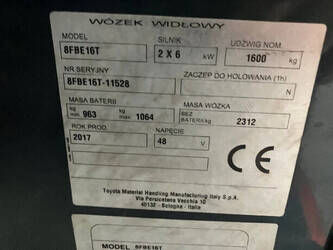 WÓZEK WIDŁOWY
MODEL SILNIK UDŹWIG NOM.
8FBE16T 2 X 6 kW 1600 kg
NR SERYJNY ZACZEP DO HOLOWANIA (1h)
8FBE16T-11528 N
MASA BATERII MASA WÓZKA
kg min. 963 kg max 1064 BEZ BATERII kg 2312
ROK PROD. NAPIĘCIE
2017 48 V
CE
Toyota Material Handling Manufacturing Italy S.p.A.
Via Persicetana Vecchia 10
40132 - Bologna - Italia
MODEL 8FBE16T